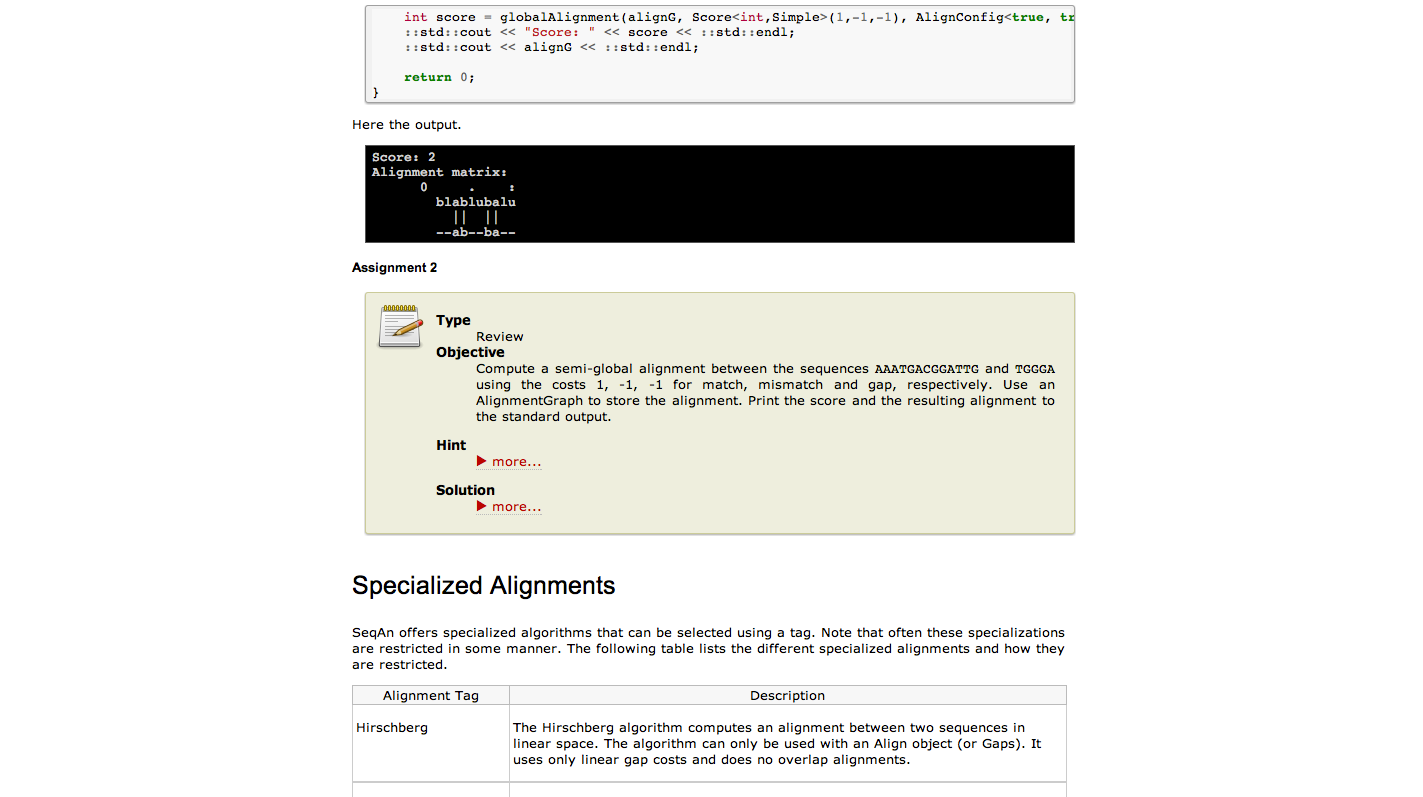 int score = globalAlignment(alignG, Score<int,Simple>(1,-1,-1), AlignConfig<true, tr
::std::cout << "Score: " << score << ::std::endl;
::std::cout << alignG << ::std::endl;
return 0;
}
Here the output.
Score: 2
Alignment matrix:
0     .    :
blablubalu
||  ||
--ab--ba--
Assignment 2
Type
Review
Objective
Compute a semi-global alignment between the sequences AAATGACGGATTG and TGGGA
using the costs 1, -1, -1 for match, mismatch and gap, respectively. Use an
AlignmentGraph to store the alignment. Print the score and the resulting alignment to
the standard output.
Hint
more...
Solution
more...
Specialized Alignments
SeqAn offers specialized algorithms that can be selected using a tag. Note that often these specializations
are restricted in some manner. The following table lists the different specialized alignments and how they
are restricted.
Alignment Tag Description
Hirschberg The Hirschberg algorithm computes an alignment between two sequences in
linear space. The algorithm can only be used with an Align object (or Gaps). It
uses only linear gap costs and does no overlap alignments.